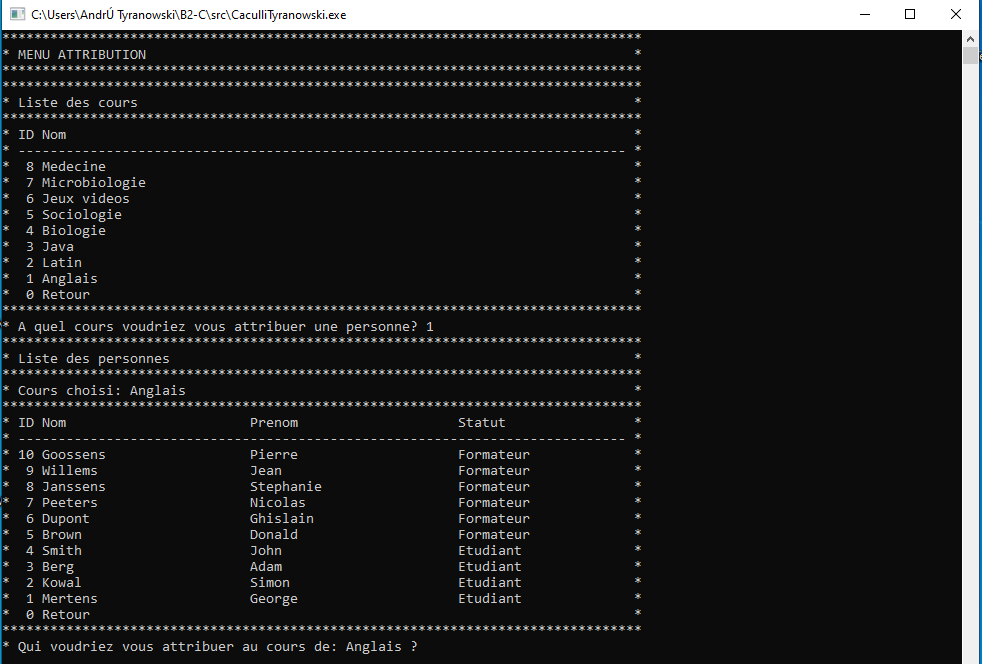 C:\Users\AndrÚ Tyranowski\B2-C\src\CaculliTyranowski.exe
********************************************************************************
* MENU ATTRIBUTION *
********************************************************************************
********************************************************************************
* Liste des cours *
********************************************************************************
* ID Nom *
* ---------------------------------------------------------------------------- *
* 8 Medecine *
* 7 Microbiologie *
* 6 Jeux videos *
* 5 Sociologie *
* 4 Biologie *
* 3 Java *
* 2 Latin *
* 1 Anglais *
* 0 Retour *
********************************************************************************
* A quel cours voudriez vous attribuer une personne? 1
********************************************************************************
* Liste des personnes *
********************************************************************************
* Cours choisi: Anglais *
********************************************************************************
* ID Nom Prenom Statut *
* ---------------------------------------------------------------------------- *
* 10 Goossens Pierre Formateur *
* 9 Willems Jean Formateur *
* 8 Janssens Stephanie Formateur *
* 7 Peeters Nicolas Formateur *
* 6 Dupont Ghislain Formateur *
* 5 Brown Donald Formateur *
* 4 Smith John Etudiant *
* 3 Berg Adam Etudiant *
* 2 Kowal Simon Etudiant *
* 1 Mertens George Etudiant *
* 0 Retour *
********************************************************************************
* Qui voudriez vous attribuer au cours de: Anglais ?